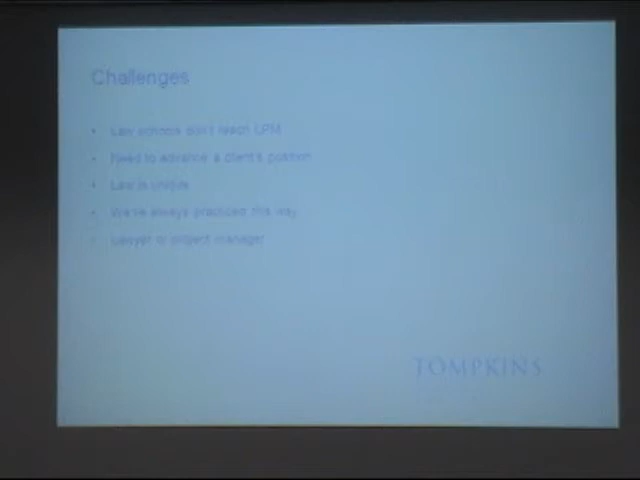 Challenges
• Law schools don't teach LPM
• Need to advance a client's position
• Law is unique
• We've always practiced this way
• Lawyer or project manager
TOMPKINS